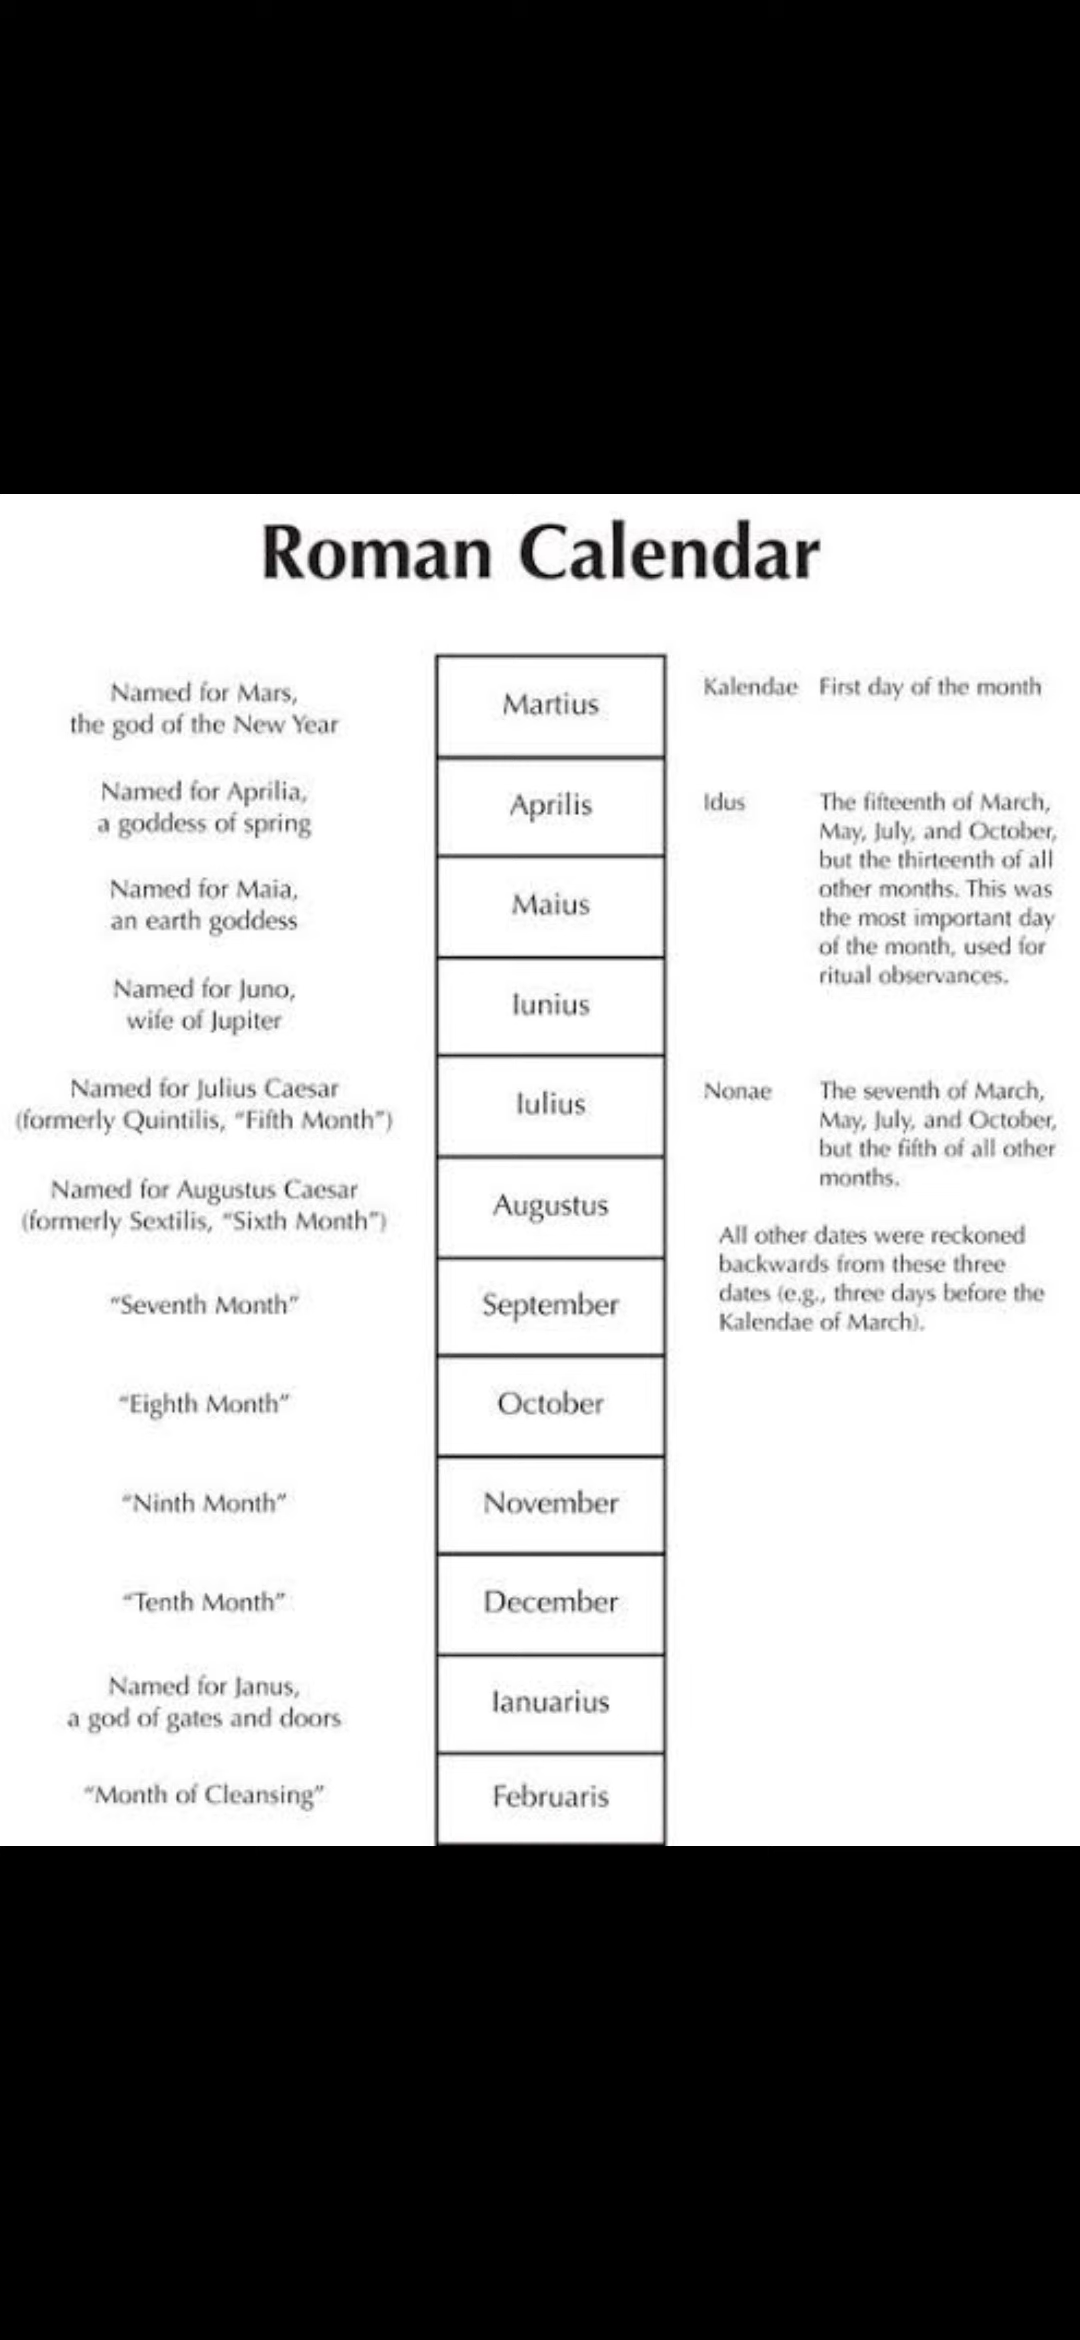 Roman Calendar
Named for Mars,
the god of the New Year
Martius
Named for Aprilia,
a goddess of spring
Aprilis
Named for Maia,
an earth goddess
Maius
Named for Juno,
wife of Jupiter
Iunius
Named for Julius Caesar
(formerly Quintilis, “Fifth Month”)
Iulius
Named for Augustus Caesar
(formerly Sextilis, “Sixth Month”)
Augustus
“Seventh Month”
September
“Eighth Month”
October
“Ninth Month”
November
“Tenth Month”
December
Named for Janus,
a god of gates and doors
Ianuarius
“Month of Cleansing”
Februaris
Kalendae First day of the month
Idus The fifteenth of March,
May, July, and October,
but the thirteenth of all
other months. This was
the most important day
of the month, used for
ritual observances.
Nonae The seventh of March,
May, July, and October,
but the fifth of all other
months.
All other dates were reckoned
backwards from these three
dates (e.g., three days before the
Kalendae of March).